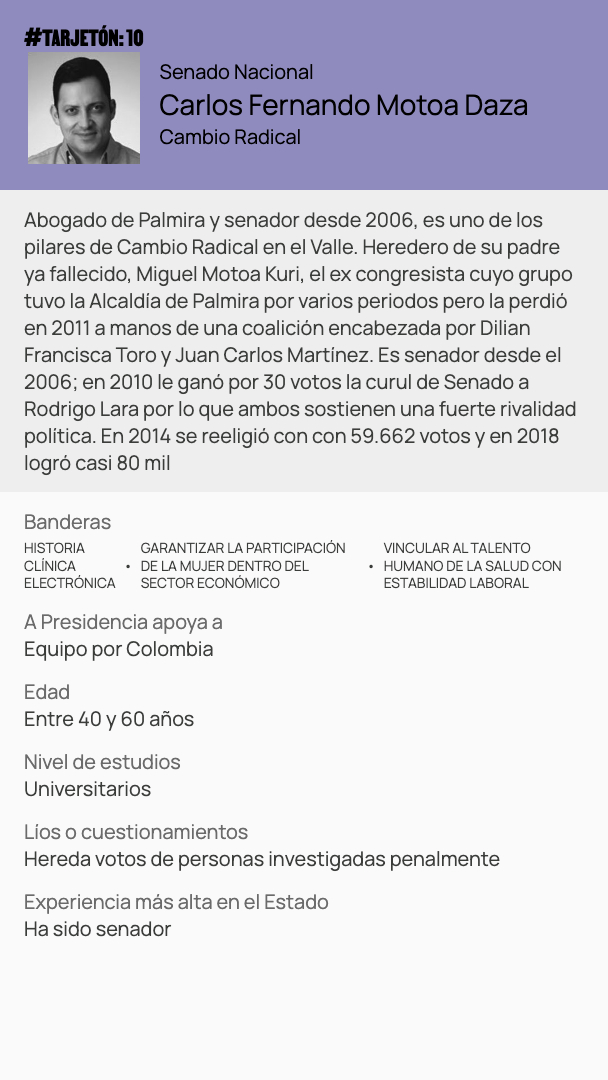 #TARJETÓN: 10
Senado Nacional
Carlos Fernando Motoa Daza
Cambio Radical
Abogado de Palmira y senador desde 2006, es uno de los
pilares de Cambio Radical en el Valle. Heredero de su padre
ya fallecido, Miguel Motoa Kuri, el ex congresista cuyo grupo
tuvo la Alcaldía de Palmira por varios periodos pero la perdió
en 2011 a manos de una coalición encabezada por Dilian
Francisca Toro y Juan Carlos Martínez. Es senador desde el
2006; en 2010 le ganó por 30 votos la curul de Senado a
Rodrigo Lara por lo que ambos sostienen una fuerte rivalidad
política. En 2014 se reeligió con con 59.662 votos y en 2018
logró casi 80 mil
Banderas
HISTORIA
CLÍNICA
ELECTRÓNICA
• GARANTIZAR LA PARTICIPACIÓN
DE LA MUJER DENTRO DEL
SECTOR ECONÓMICO
• VINCULAR AL TALENTO
HUMANO DE LA SALUD CON
ESTABILIDAD LABORAL
A Presidencia apoya a
Equipo por Colombia
Edad
Entre 40 y 60 años
Nivel de estudios
Universitarios
Líos o cuestionamientos
Hereda votos de personas investigadas penalmente
Experiencia más alta en el Estado
Ha sido senador